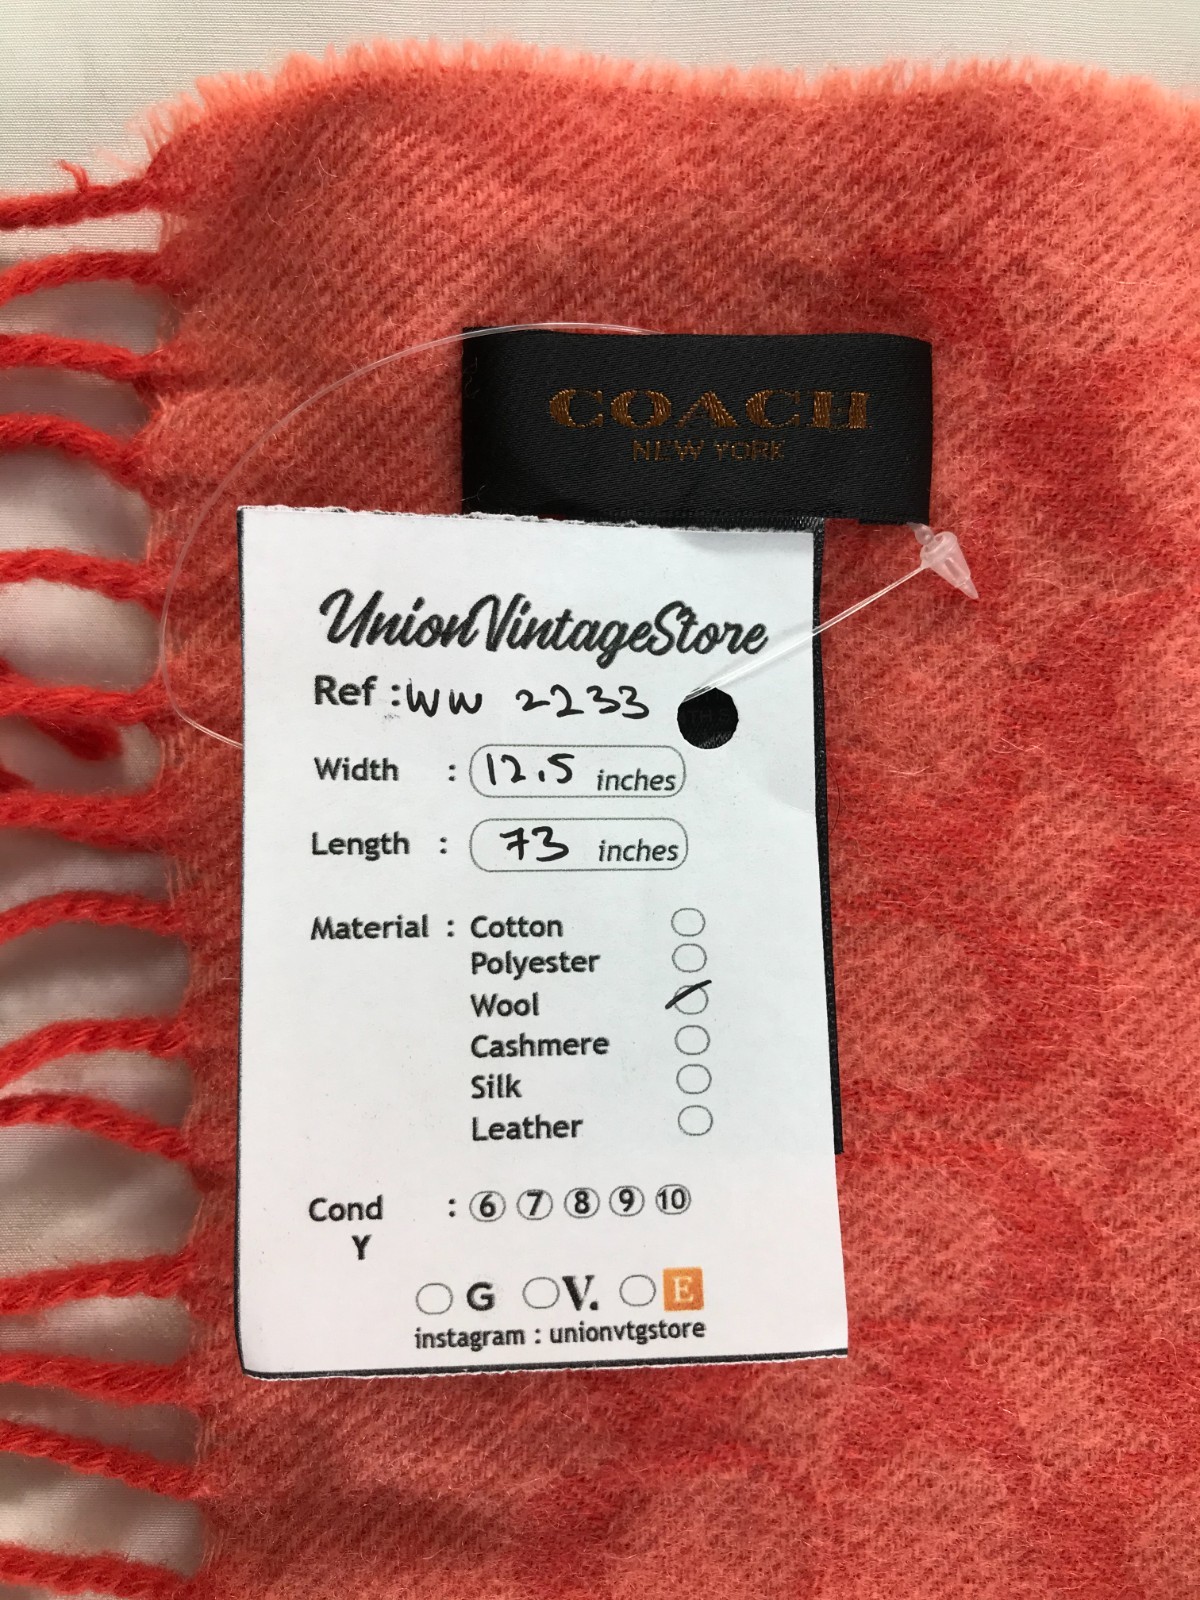 COACH
NEW YORK
UnionVintageStore
Ref : WW 2233
Width : 12.5 inches
Length : 73 inches
Material : Cotton
Polyester
Wool
Cashmere
Silk
Leather
Cond : 6 7 8 9 10
Y
G V. E
instagram : unionvtgstore